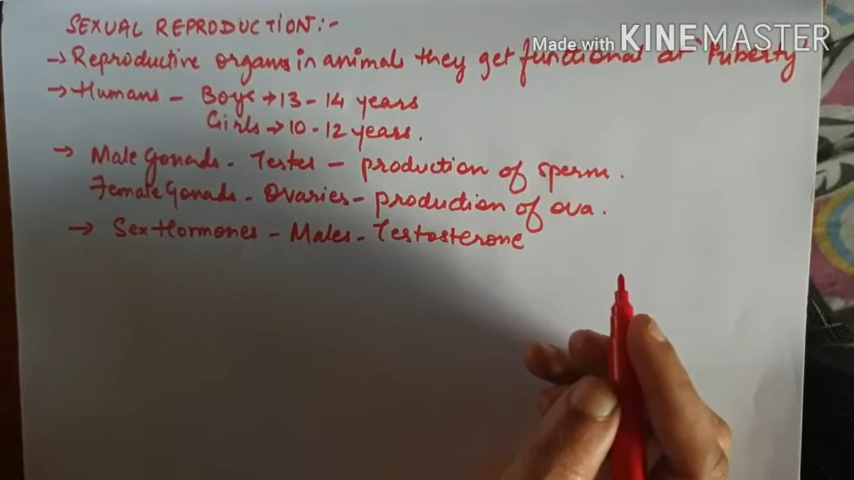 Made with KINEMASTER
SEXUAL REPRODUCTION:-
→ Reproductive organs in animals they get functional at Puberty
→ Humans - Boys → 13-14 years
Girls → 10-12 years.
→ Male Gonads - Testes - production of sperm.
Female Gonads - Ovaries - production of ova.
→ Sex Hormones - Males - Testosterone